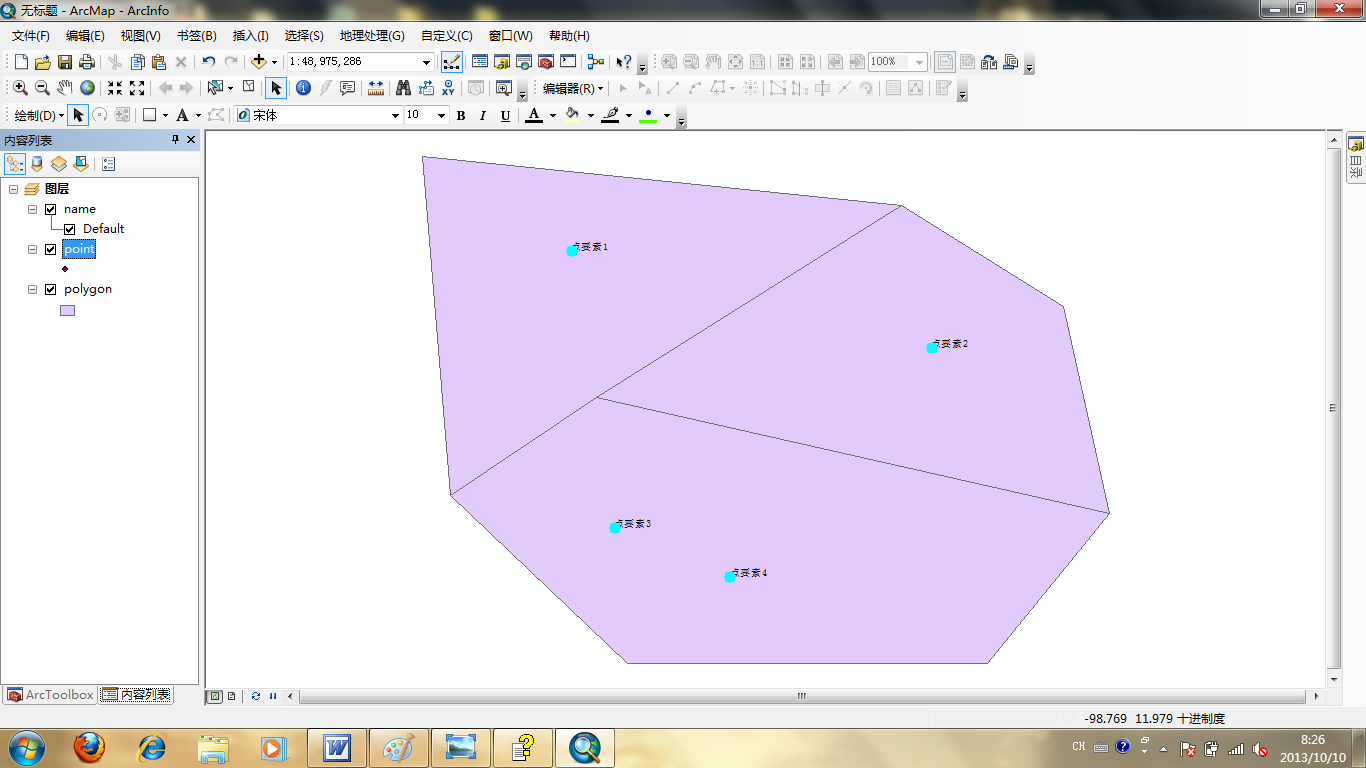 无标题 - ArcMap - ArcInfo
文件(F) 编辑(E) 视图(V) 书签(B) 插入(I) 选择(S) 地理处理(G) 自定义(C) 窗口(W) 帮助(H)
1:48,975,286 100%
编辑器(R)
绘制(D) A 宋体 10 B I U A
内容列表
图层
name
Default
point
polygon
点要素1
点要素2
点要素3
点要素4
目录
ArcToolbox 内容列表
-98.769 11.979 十进制度
CH
8:26
2013/10/10